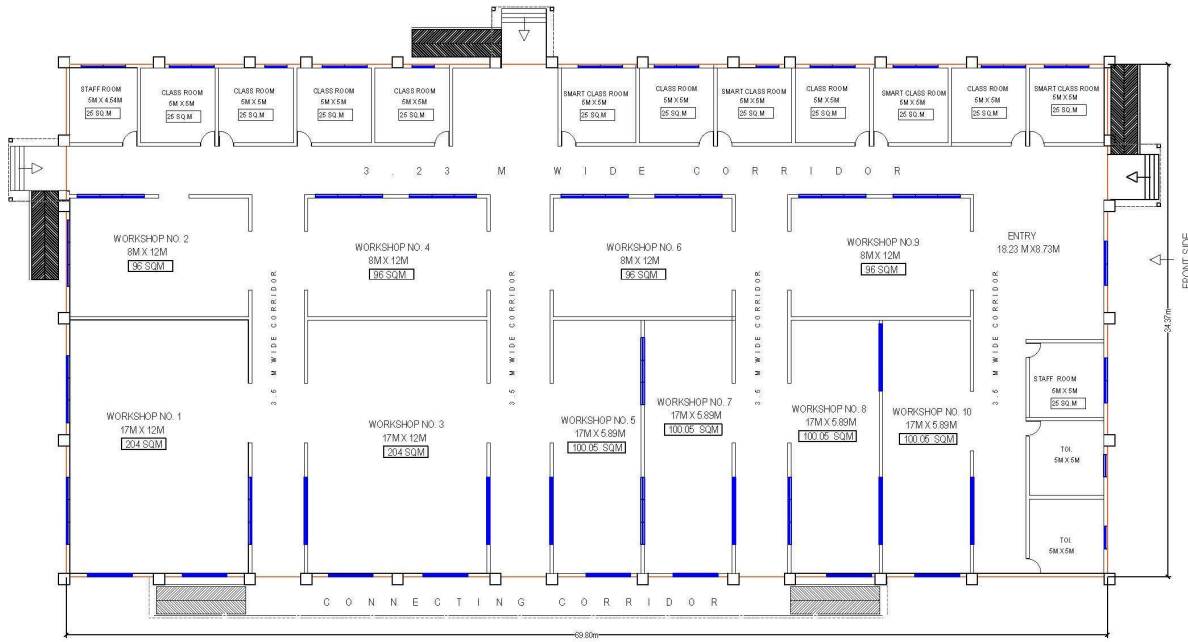 STAFF ROOM
5M X 4.54M
25 SQ.M
CLASS ROOM
5M X 5M
25 SQ.M
CLASS ROOM
5M X 5M
25 SQ.M
CLASS ROOM
5M X 5M
25 SQ.M
CLASS ROOM
5M X 5M
25 SQ.M
SMART CLASS ROOM
5M X 5M
25 SQ.M
CLASS ROOM
5M X 5M
25 SQ.M
SMART CLASS ROOM
5M X 5M
25 SQ.M
CLASS ROOM
5M X 5M
25 SQ.M
SMART CLASS ROOM
5M X 5M
25 SQ.M
CLASS ROOM
5M X 5M
25 SQ.M
SMART CLASS ROOM
5M X 5M
25 SQ.M
3.23 M WIDE CORRIDOR
WORKSHOP NO. 2
8M X 12M
96 SQM
WORKSHOP NO. 4
8M X 12M
96 SQM
WORKSHOP NO. 6
8M X 12M
96 SQM
WORKSHOP NO.9
8M X 12M
96 SQM
ENTRY
18.23 M X 8.73M
FRONT SIDE
3.5 M WIDE CORRIDOR
3.5 M WIDE CORRIDOR
3.5 M WIDE CORRIDOR
3.5 M WIDE CORRIDOR
34.37m
WORKSHOP NO. 1
17M X 12M
204 SQM
WORKSHOP NO. 3
17M X 12M
204 SQM
WORKSHOP NO. 5
17M X 5.89M
100.05 SQM
WORKSHOP NO. 7
17M X 5.89M
100.05 SQM
WORKSHOP NO. 8
17M X 5.89M
100.05 SQM
WORKSHOP NO. 10
17M X 5.89M
100.05 SQM
STAFF ROOM
5M X 5M
25 SQ.M
TOI.
5M X 5M
TOI.
5M X 5M
CONNECTING CORRIDOR
69.80m